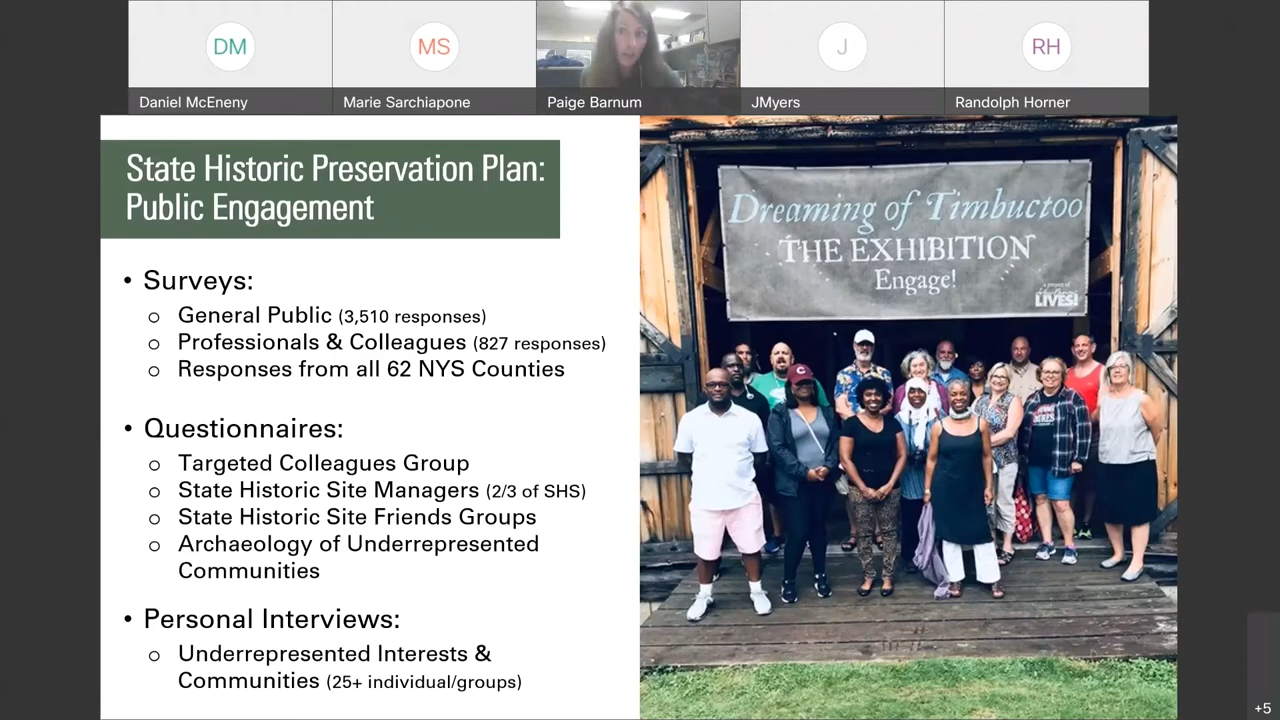 DM
MS
J
RH
Daniel McEneny
Marie Sarchiapone
Paige Barnum
JMyers
Randolph Horner
State Historic Preservation Plan:
Public Engagement
• Surveys:
o General Public (3,510 responses)
o Professionals & Colleagues (827 responses)
o Responses from all 62 NYS Counties
• Questionnaires:
o Targeted Colleagues Group
o State Historic Site Managers (2/3 of SHS)
o State Historic Site Friends Groups
o Archaeology of Underrepresented
Communities
• Personal Interviews:
o Underrepresented Interests &
Communities (25+ individual/groups)
Dreaming of Timbuctoo
THE EXHIBITION
Engage!
a project of
LIVES!
+5